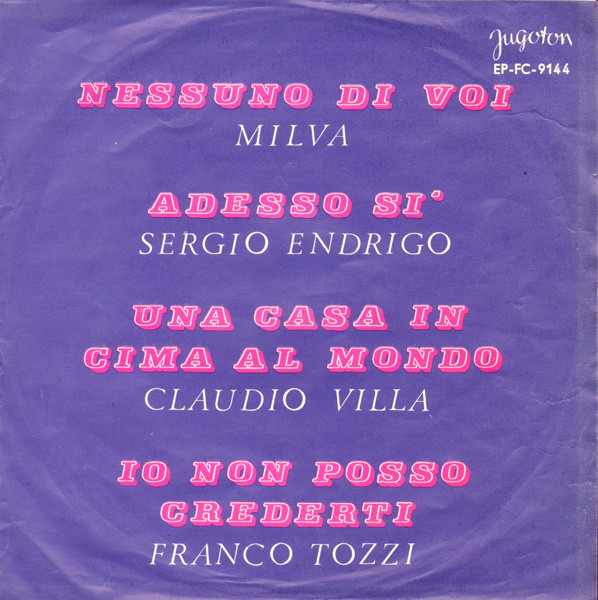 Jugoton
EP-FC-9144
NESSUNO DI VOI
MILVA
ADESSO SI'
SERGIO ENDRIGO
UNA CASA IN
CIMA AL MONDO
CLAUDIO VILLA
IO NON POSSO
CREDERTI
FRANCO TOZZI